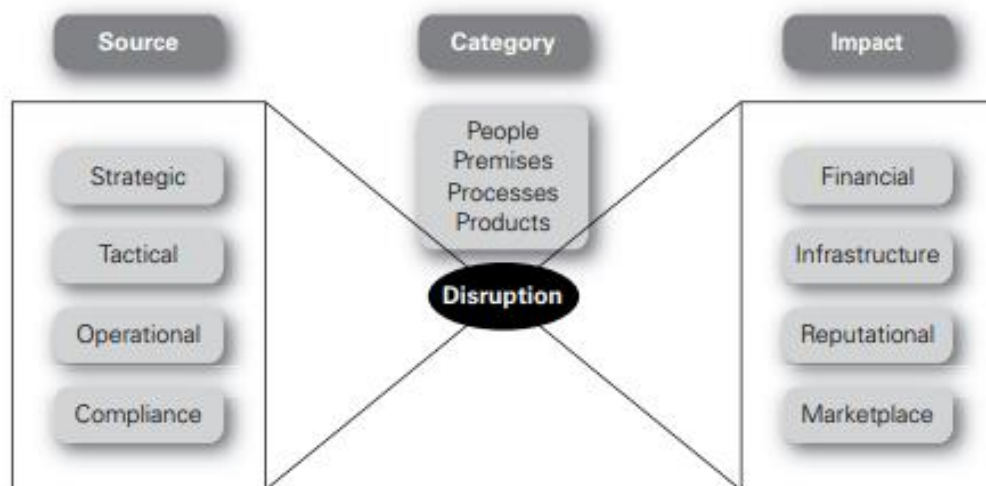 Source
Category
Impact
People
Premises
Processes
Products
Strategic
Tactical
Operational
Compliance
Disruption
Financial
Infrastructure
Reputational
Marketplace